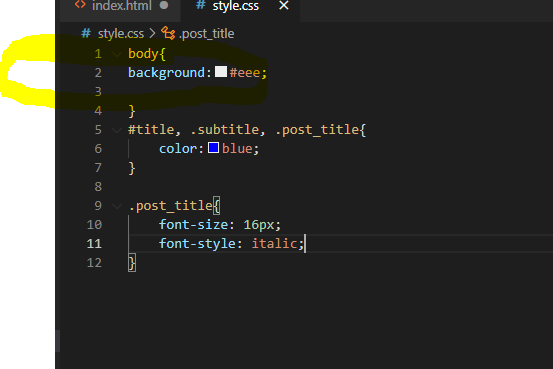 index.html style.css
style.css > .post_title
1 body{
2 background: #eee;
3
4 }
5 #title, .subtitle, .post_title{
6 color: blue;
7 }
8
9 .post_title{
10 font-size: 16px;
11 font-style: italic;
12 }